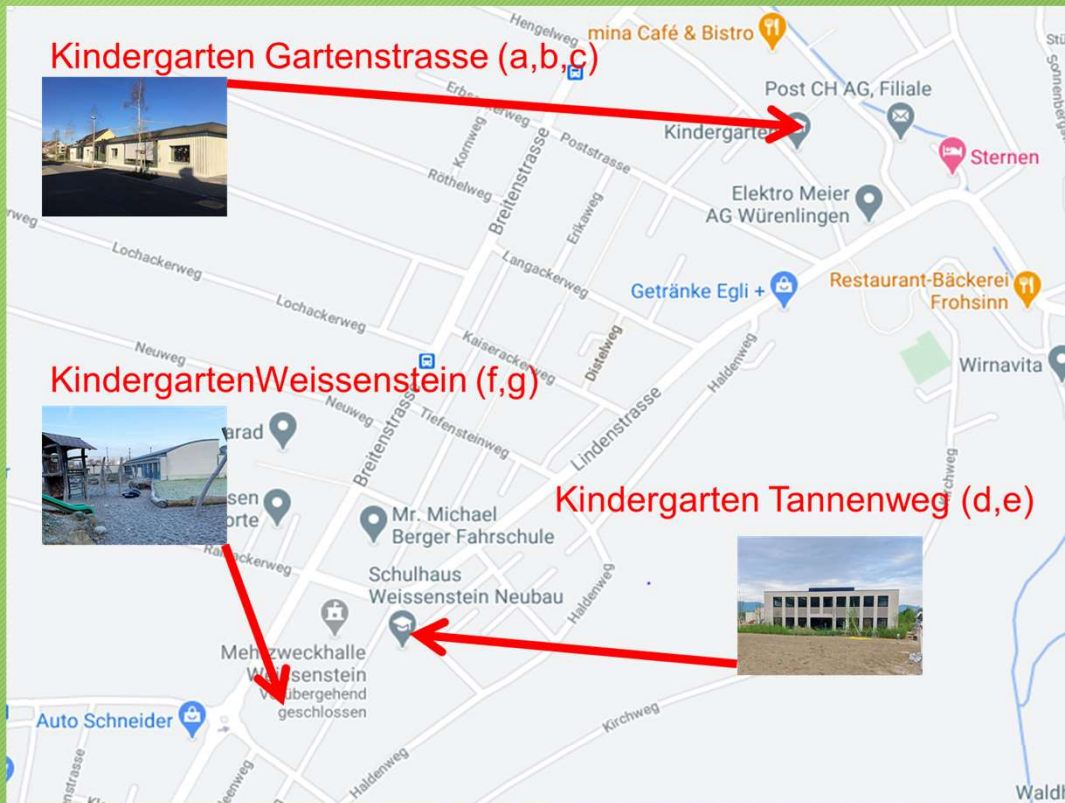 Hengelweg
mina Café & Bistro
Kindergarten Gartenstrasse (a,b,c)
Post CH AG, Filiale
Kindergarten
Kornweg
Poststrasse
Röthelweg
Breitenstrasse
Erikaweg
Sternen
Elektro Meier
AG Würenlingen
Lochackerweg
Langackerweg
Getränke Egli +
Restaurant-Bäckerei
Frohsinn
Lochackerweg
Kaiserackerweg
Distelweg
Haldenweg
Wirnavita
Neuweg
KindergartenWeissenstein (f,g)
Neuweg
Tiefensteinweg
Breitenstrasse
Lindenstrasse
Kirchweg
Kindergarten Tannenweg (d,e)
Mr. Michael
Berger Fahrschule
Schulhaus
Weissenstein Neubau
Haldenweg
Mehrzweckhalle
Weissenstein
Vorübergehend
geschlossen
Auto Schneider
Kirchweg
Haldenweg